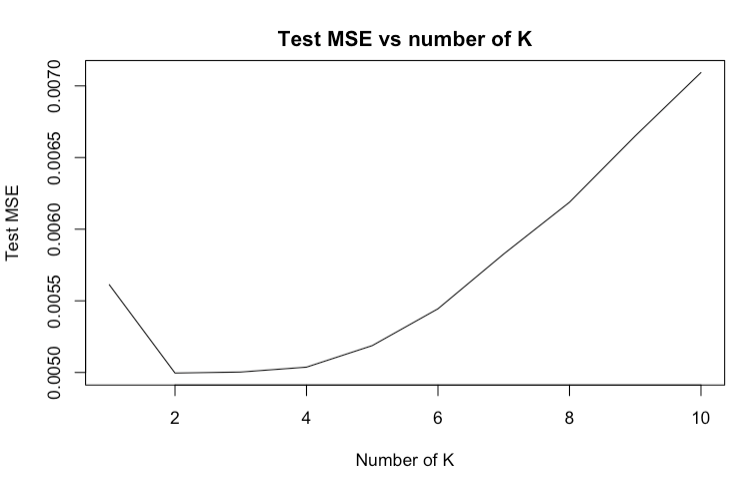 Test MSE vs number of K
Test MSE
0.0070
0.0065
0.0060
0.0055
0.0050
2 4 6 8 10
Number of K